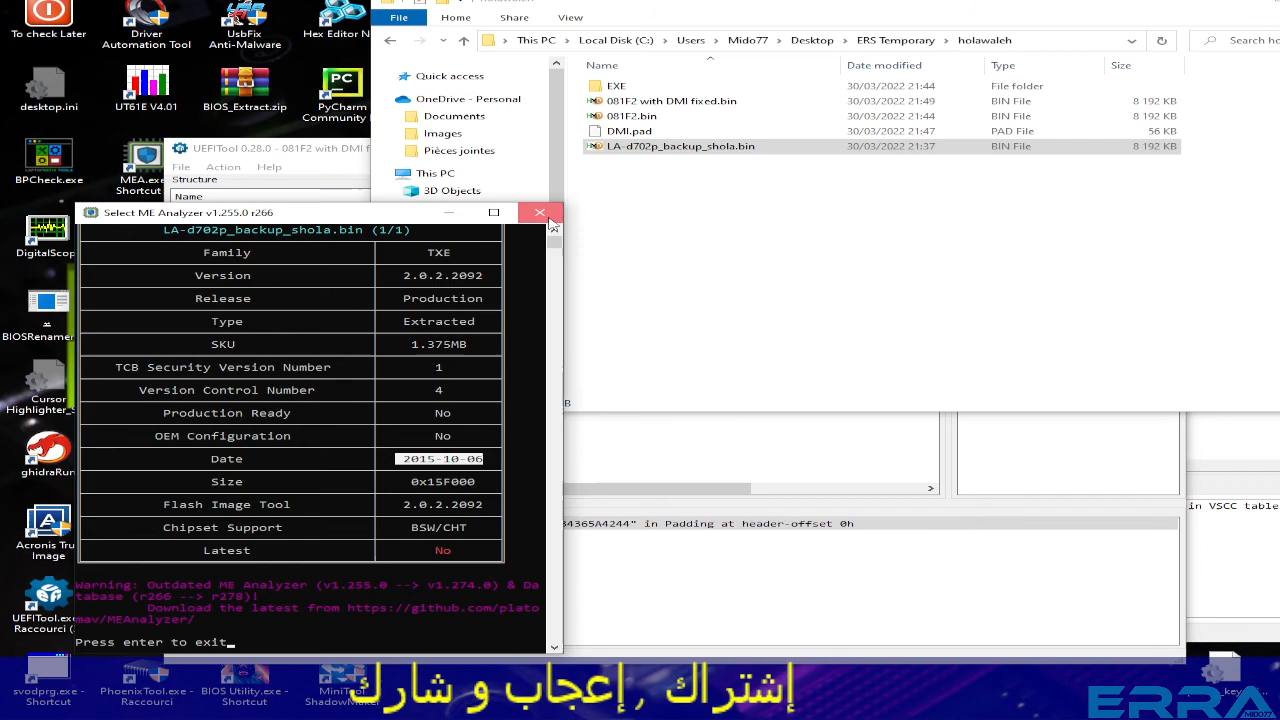 To check Later
Driver Automation Tool
UsbFix Anti-Malware
Hex Editor N
desktop.ini
UT61E V4.01
BIOS_Extract.zip
PyCharm Community
BPCheck.exe
MEA.exe Shortcut
DigitalScop
BIOSRenamer
Cursor Highlighter_
ghidraRun
Acronis Tru
Image
UEFITool.exe
Raccourci (
svodprg.exe - Shortcut
PhoenixTool.exe - Raccourci
BIOS Utility.exe - Shortcut
MiniTool ShadowMaker
File Home Share View
This PC > Local Disk (C:) > Users > Mido77 > Desktop > ERS Temporary > holawaleh
Search ho
Quick access
OneDrive - Personal
Documents
Images
Pièces jointes
This PC
3D Objects
Name Date modified Type Size
EXE 30/03/2022 21:44 File folder
081F2 with DMI fixed.bin 30/03/2022 21:49 BIN File 8 192 KB
081F2.bin 30/03/2022 21:44 BIN File 8 192 KB
DMI.pad 30/03/2022 21:47 PAD File 56 KB
LA-d702p_backup_shola.bin 30/03/2022 21:37 BIN File 8 192 KB
UEFITool 0.28.0 - 081F2 with DMI f
File Action Help
Structure
Name
Select ME Analyzer v1.255.0 r266
LA-d702p_backup_shola.bin (1/1)
Family TXE
Version 2.0.2.2092
Release Production
Type Extracted
SKU 1.375MB
TCB Security Version Number 1
Version Control Number 4
Production Ready No
OEM Configuration No
Date 2015-10-06
Size 0x15F000
Flash Image Tool 2.0.2.2092
Chipset Support BSW/CHT
Latest No
Warning: Outdated ME Analyzer (v1.255.0 --> v1.274.0) & Da
tabase (r266 --> r278)!
Download the latest from https://github.com/plato
mav/MEAnalyzer/
Press enter to exit
B
34365A4244" in Padding at header-offset 0h
in VSCC table
_key
إشتراك ,إعجاب و شارك
ERRA
MIDO77